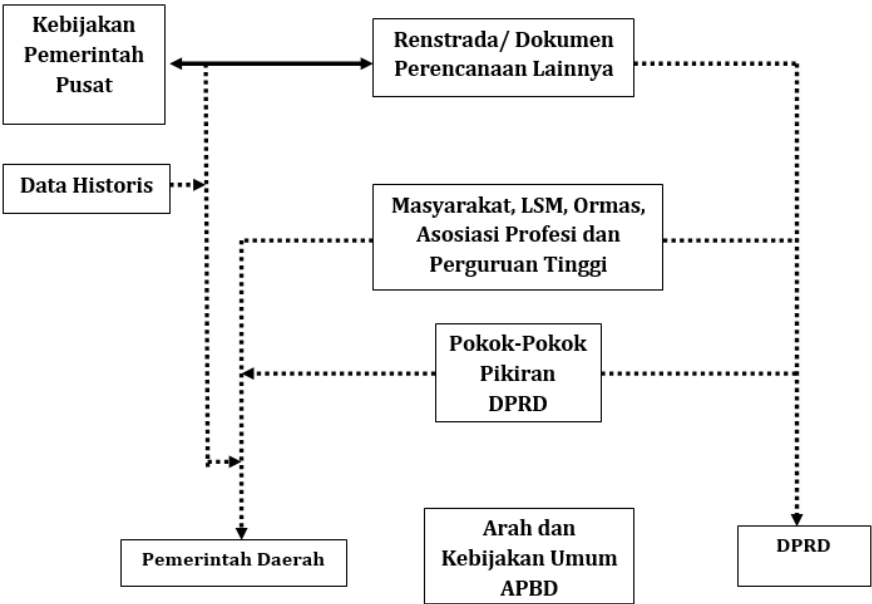 Kebijakan
Pemerintah
Pusat
Renstrada/ Dokumen
Perencanaan Lainnya
Data Historis
Masyarakat, LSM, Ormas,
Asosiasi Profesi dan
Perguruan Tinggi
Pokok-Pokok
Pikiran
DPRD
Pemerintah Daerah
Arah dan
Kebijakan Umum
APBD
DPRD